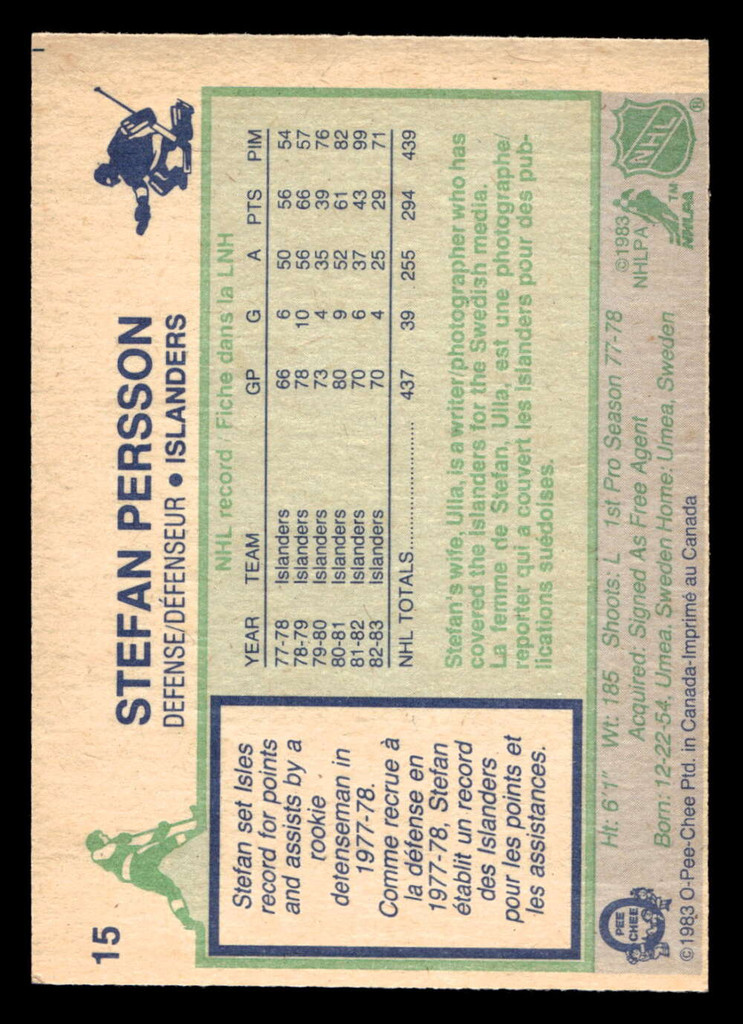 15
STEFAN PERSSON
DEFENSE/DÉFENSEUR • ISLANDERS
Stefan set Isles
record for points
and assists by a
rookie
defenseman in
1977-78.
Comme recrue à
la défense en
1977-78, Stefan
établit un record
des Islanders
pour les points et
les assistances.
NHL record / Fiche dans la LNH
YEAR TEAM GP G A PTS PIM
77-78 Islanders 66 6 50 56 54
78-79 Islanders 78 10 56 66 57
79-80 Islanders 73 4 35 39 76
80-81 Islanders 80 9 52 61 82
81-82 Islanders 70 6 37 43 99
82-83 Islanders 70 4 25 29 71
NHL TOTALS.......................... 437 39 255 294 439
Stefan's wife, Ulla, is a writer/photographer who has
covered the Islanders for the Swedish media.
La femme de Stefan, Ulla, est une photographe/
reporter qui a couvert les Islanders pour des pub-
lications suédoises.
Ht: 6'1" Wt: 185 Shoots: L 1st Pro Season 77-78
Acquired: Signed As Free Agent
Born: 12-22-54, Umea, Sweden Home: Umea, Sweden
©1983
NHLPA
TM
NHLPA
NHL
®
PEE
CHEE
©1983 O-Pee-Chee Ptd. in Canada-Imprimé au Canada